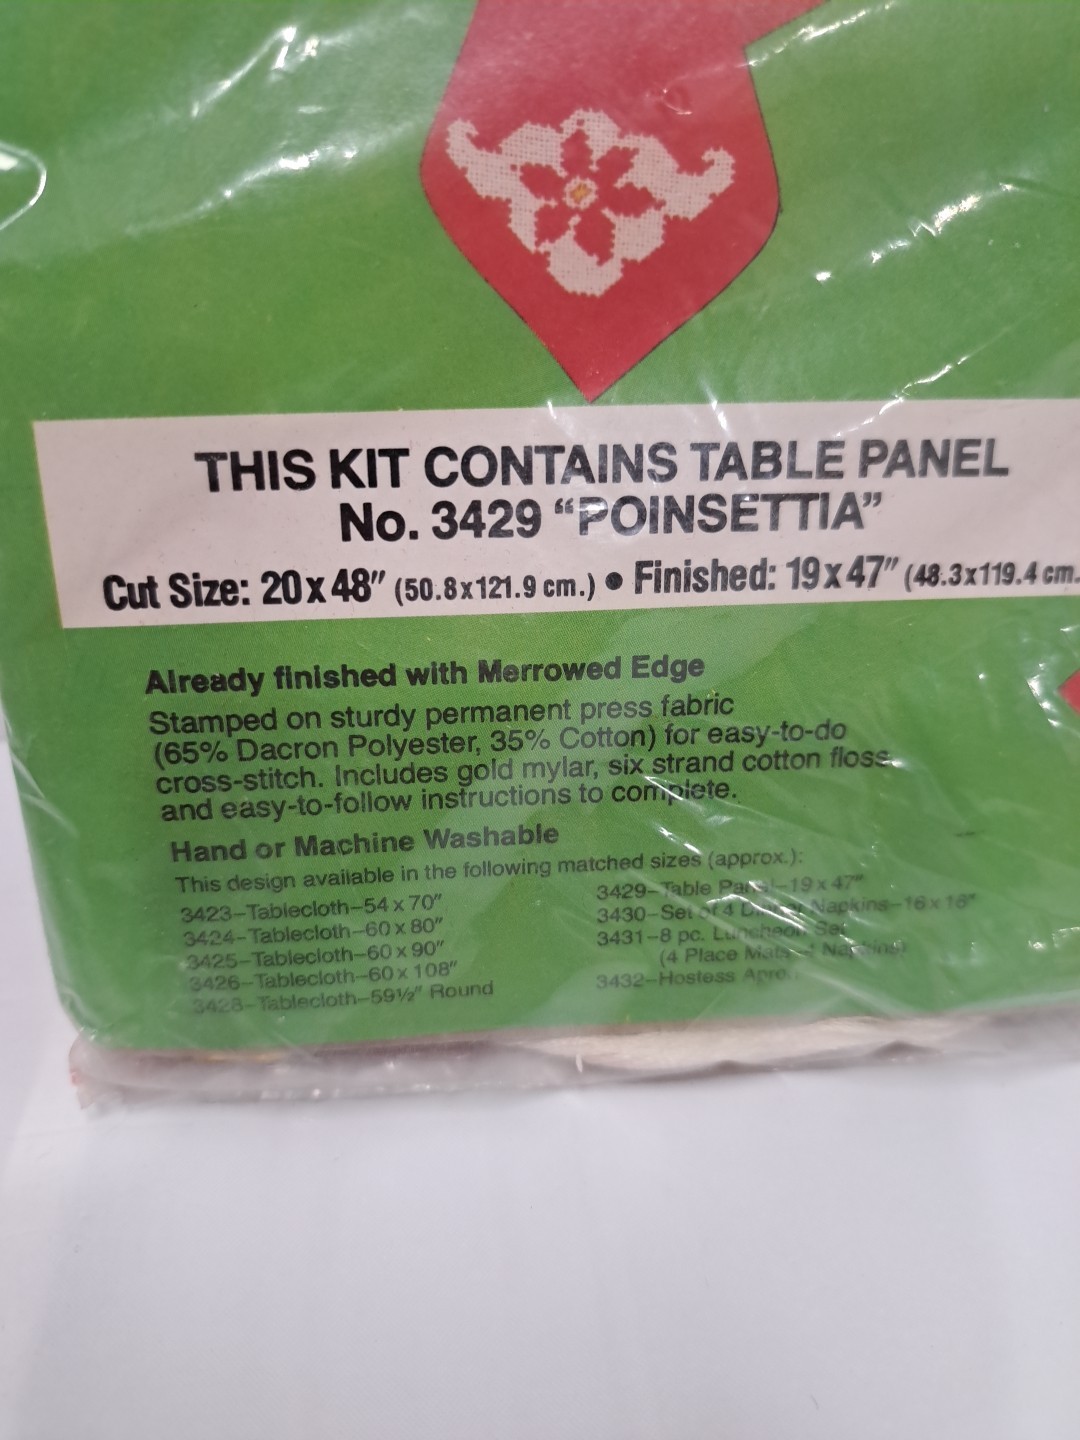 THIS KIT CONTAINS TABLE PANEL
No. 3429 “POINSETTIA”
Cut Size: 20 x 48” (50.8x121.9 cm.) • Finished: 19 x 47” (48.3x119.4 cm.
Already finished with Merrowed Edge
Stamped on sturdy permanent press fabric
(65% Dacron Polyester, 35% Cotton) for easy-to-do
cross-stitch. Includes gold mylar, six strand cotton floss
and easy-to-follow instructions to complete.
Hand or Machine Washable
This design available in the following matched sizes (approx.):
3423–Tablecloth–54 x 70”
3424–Tablecloth–60 x 80”
3425–Tablecloth–60 x 90”
3426–Tablecloth–60 x 108”
3428–Tablecloth–59½” Round
3429–Table Panel–19 x 47”
3430–Set of 4 Dinner Napkins–16 x 16”
3431–8 pc. Luncheon Set
(4 Place Mats–4 Napkins)
3432–Hostess Apron